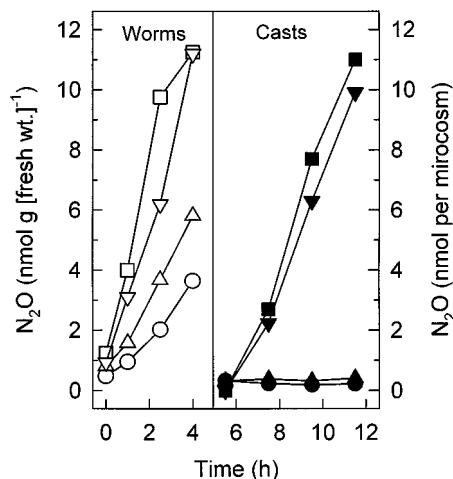 Worms
Casts
N₂O (nmol g [fresh wt.]⁻¹)
12
10
8
6
4
2
0
12
10
8
6
4
2
0
N₂O (nmol per mirocosm)
0 2 4 6 8 10 12
Time (h)